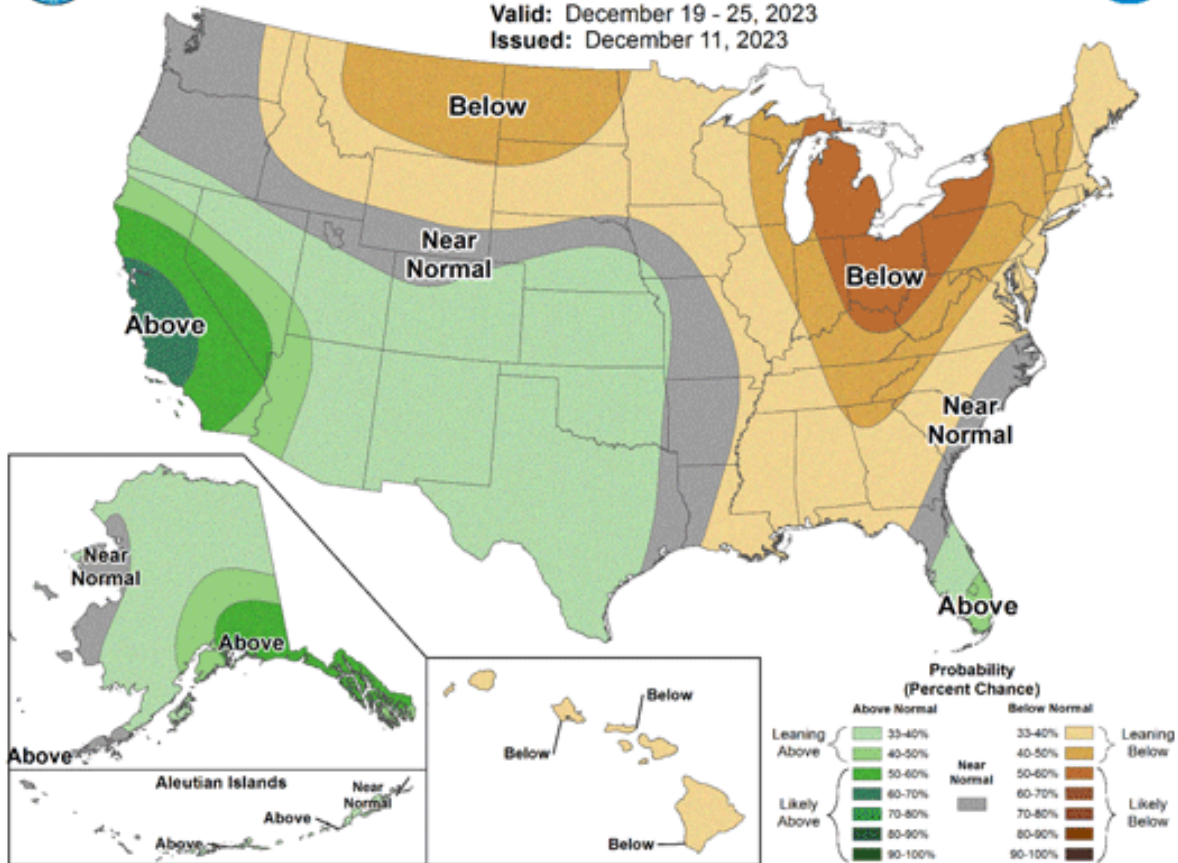 Valid: December 19 - 25, 2023
Issued: December 11, 2023
Below
Near
Normal
Above
Below
Near
Normal
Above
Near
Normal
Above
Above
Aleutian Islands
Near
Normal
Above
Above
Below
Below
Below
Probability
(Percent Chance)
Above Normal Below Normal
Leaning
Above
33-40% 33-40%
40-50% 40-50%
Leaning
Below
Near
Normal
Likely
Above
50-60% 50-60%
60-70% 60-70%
70-80% 70-80%
80-90% 80-90%
90-100% 90-100%
Likely
Below